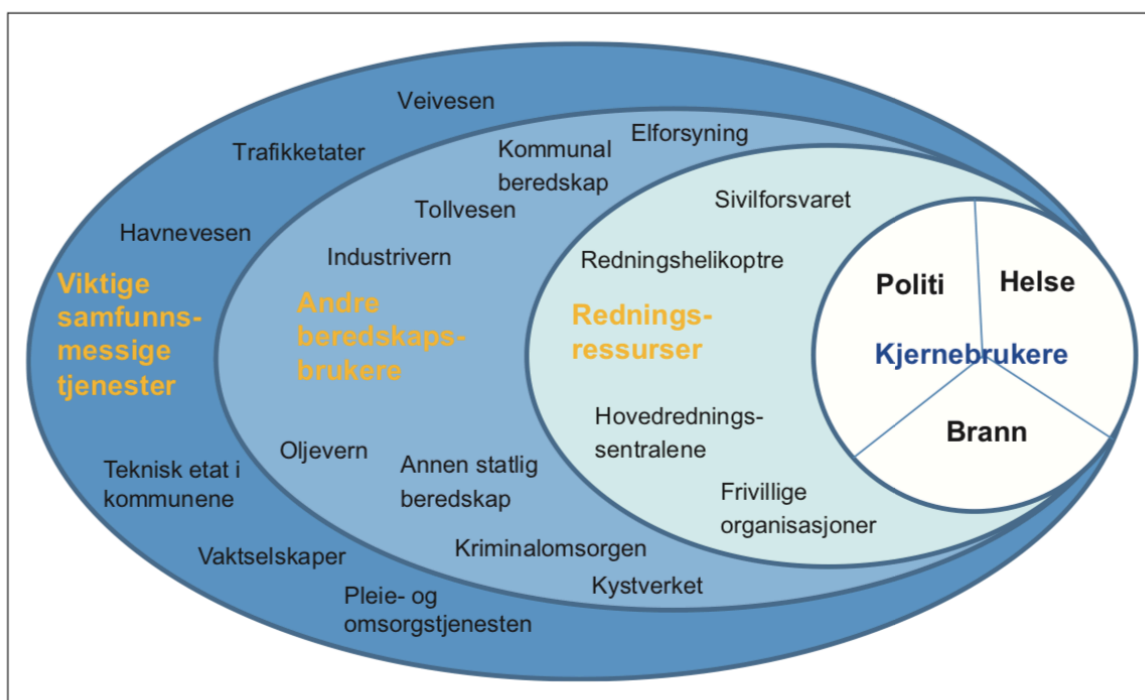 Veivesen
Trafikketater
Havnevesen
Viktige
samfunns-
messige
tjenester
Teknisk etat i
kommunene
Vaktselskaper
Pleie- og
omsorgstjenesten
Elforsyning
Kommunal
beredskap
Tollvesen
Industrivern
Andre
beredskaps-
brukere
Oljevern
Annen statlig
beredskap
Kriminalomsorgen
Kystverket
Sivilforsvaret
Redningshelikoptre
Rednings-
ressurser
Hovedrednings-
sentralene
Frivillige
organisasjoner
Politi
Helse
Kjernebrukere
Brann